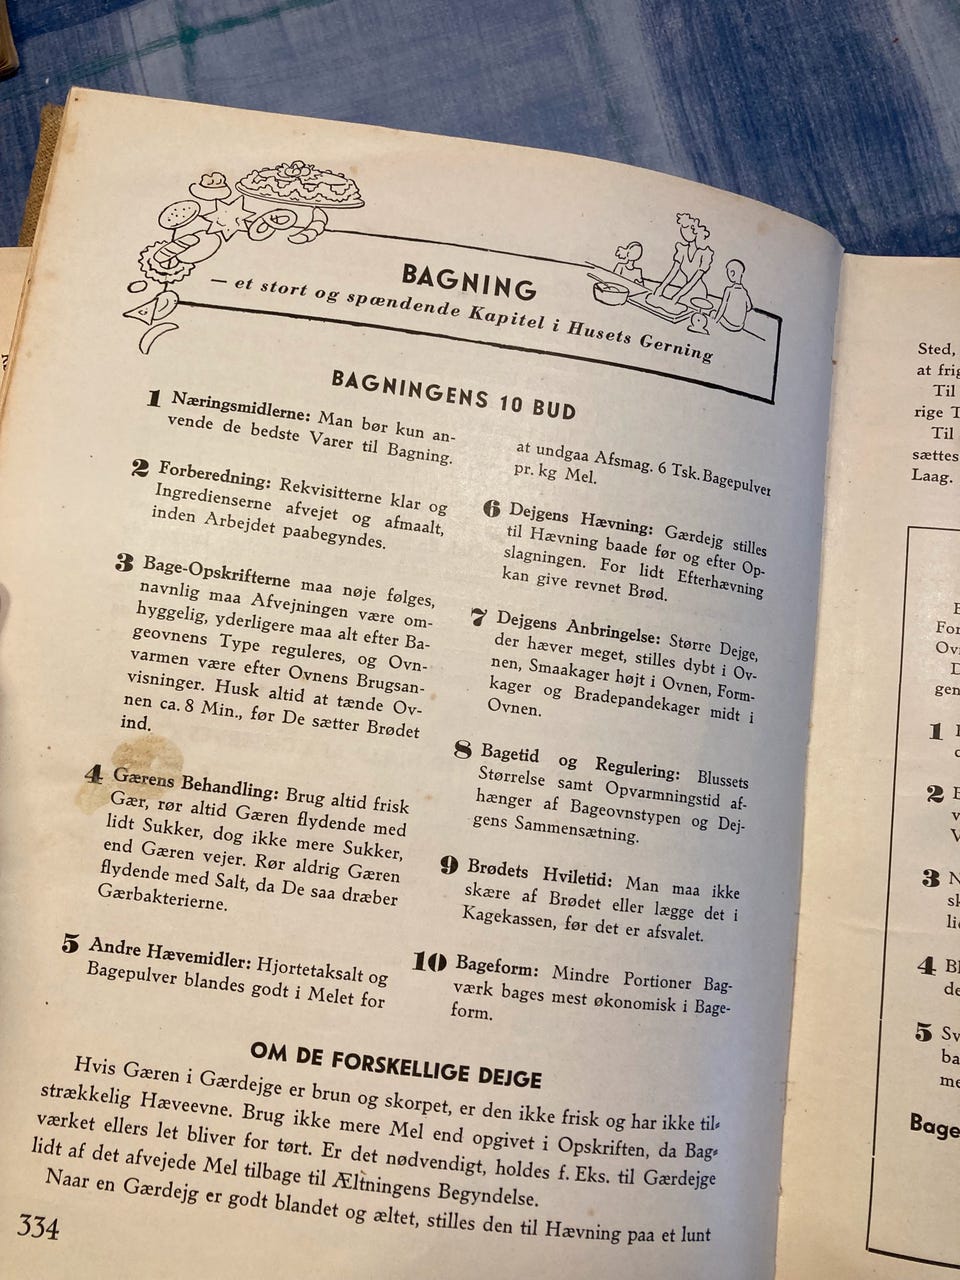 BAGNING
— et stort og spændende Kapitel i Husets Gerning
BAGNINGENS 10 BUD
1 Næringsmidlerne: Man bør kun an-
vende de bedste Varer til Bagning.
2 Forberedning: Rekvisitterne klar og
Ingredienserne afvejet og afmaalt,
inden Arbejdet paabegyndes.
3 Bage-Opskrifterne maa nøje følges,
navnlig maa Afvejningen være om-
hyggelig, yderligere maa alt efter Ba-
geovnens Type reguleres, og Ovn-
varmen være efter Ovnens Brugsan-
visninger. Husk altid at tænde Ov-
nen ca. 8 Min., før De sætter Brødet
ind.
4 Gærens Behandling: Brug altid frisk
Gær, rør altid Gæren flydende med
lidt Sukker, dog ikke mere Sukker,
end Gæren vejer. Rør aldrig Gæren
flydende med Salt, da De saa dræber
Gærbakterierne.
5 Andre Hævemidler: Hjortetaksalt og
Bagepulver blandes godt i Melet for
at undgaa Afsmag. 6 Tsk. Bagepulver
pr. kg Mel.
6 Dejgens Hævning: Gærdejg stilles
til Hævning baade før og efter Op-
slagningen. For lidt Efterhævning
kan give revnet Brød.
7 Dejgens Anbringelse: Større Dejge,
der hæver meget, stilles dybt i Ov-
nen, Smaakager højt i Ovnen, Form-
kager og Bradepandekager midt i
Ovnen.
8 Bagetid og Regulering: Blussets
Størrelse samt Opvarmningstid af-
hænger af Bageovnstypen og Dej-
gens Sammensætning.
9 Brødets Hviletid: Man maa ikke
skære af Brødet eller lægge det i
Kagekassen, før det er afsvalet.
10 Bageform: Mindre Portioner Bag-
værk bages mest økonomisk i Bage-
form.
OM DE FORSKELLIGE DEJGE
Hvis Gæren i Gærdejge er brun og skorpet, er den ikke frisk og har ikke til-
strækkelig Hæveevne. Brug ikke mere Mel end opgivet i Opskriften, da Bag-
værket ellers let bliver for tørt. Er det nødvendigt, holdes f. Eks. til Gærdejge
lidt af det afvejede Mel tilbage til Æltningens Begyndelse.
Naar en Gærdejg er godt blandet og æltet, stilles den til Hævning paa et lunt
334
Sted,
at frig
Til
rige T
Til
sættes
Laag.
For
Ov
D
gen
1
2
3 N
sk
li
4 Bl
de
5 Sv
ba
me
Bage